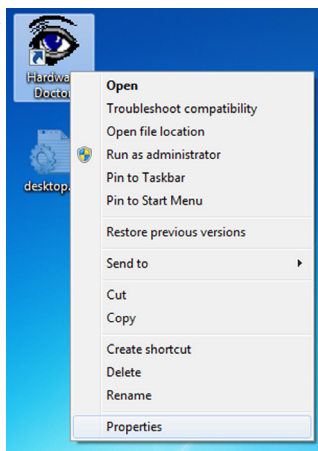 Hardwa
Docto
desktop.
Open
Troubleshoot compatibility
Open file location
Run as administrator
Pin to Taskbar
Pin to Start Menu
Restore previous versions
Send to
Cut
Copy
Create shortcut
Delete
Rename
Properties